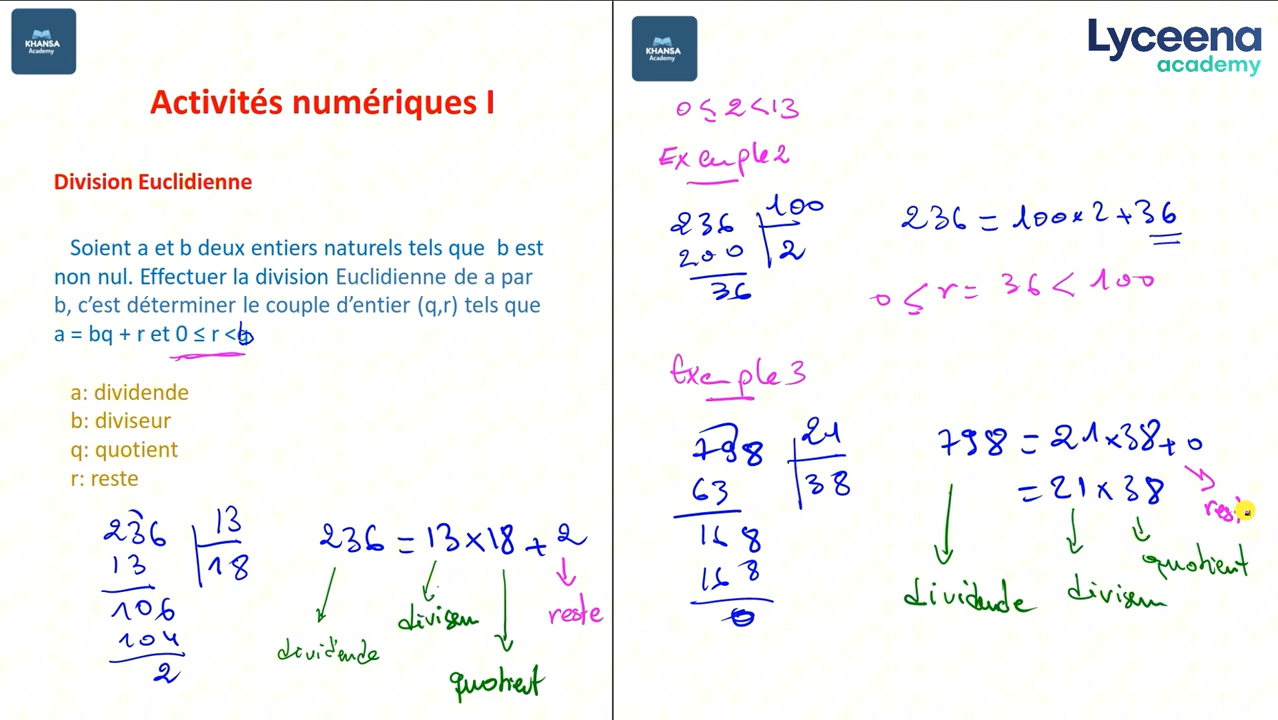 KHANSA
Academy
Activités numériques I
Division Euclidienne
Soient a et b deux entiers naturels tels que b est
non nul. Effectuer la division Euclidienne de a par
b, c'est déterminer le couple d'entier (q,r) tels que
a = bq + r et 0 ≤ r < b
a: dividende
b: diviseur
q: quotient
r: reste
236 13
13 18
106
104
2
236 = 13 × 18 + 2
dividende
diviseur
quotient
reste
KHANSA
Academy
Lyceena
academy
0 ≤ 2 < 13
Exemple 2
236 100
200 2
36
236 = 100 × 2 + 36
0 ≤ r = 36 < 100
Exemple 3
798 21
63 38
168
168
0
798 = 21 × 38 + 0
= 21 × 38
dividende
diviseur
quotient